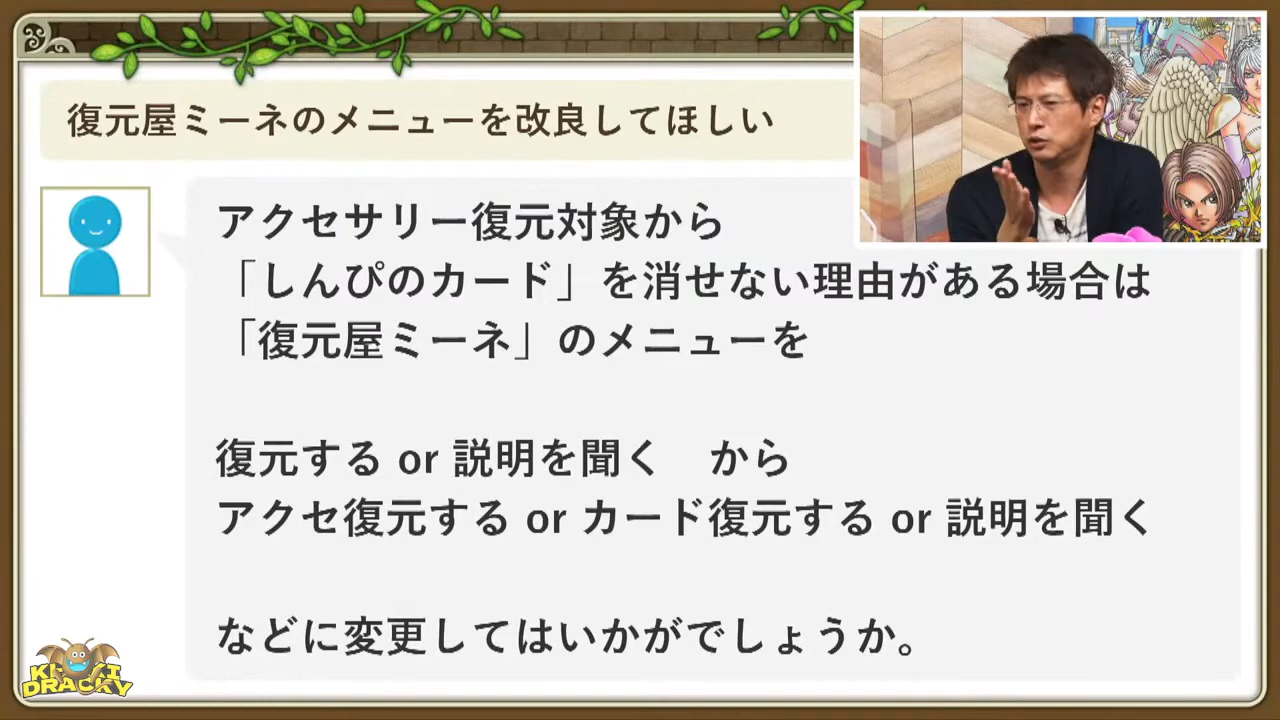 復元屋ミーネのメニューを改良してほしい
アクセサリー復元対象から
「しんぴのカード」を消せない理由がある場合は
「復元屋ミーネ」のメニューを
復元する or 説明を聞く　から
アクセ復元する or カード復元する or 説明を聞く
などに変更してはいかがでしょうか。
DRACKY